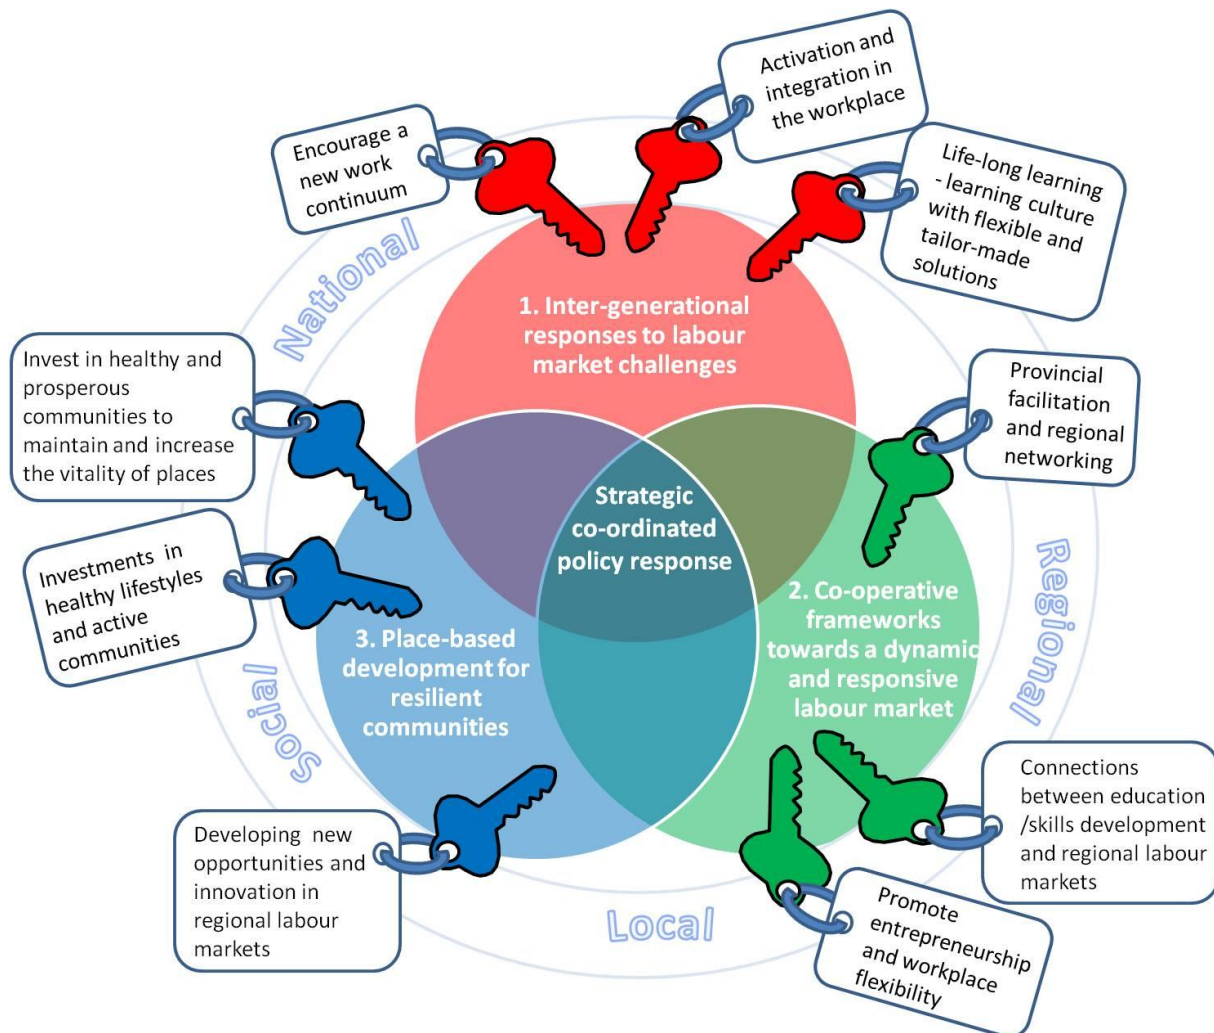 Activation and
integration in
the workplace
Encourage a
new work
continuum
Life-long learning
- learning culture
with flexible and
tailor-made
solutions
National
1. Inter-generational
responses to labour
market challenges
Invest in healthy and
prosperous
communities to
maintain and increase
the vitality of places
Provincial
facilitation
and regional
networking
Strategic
co-ordinated
policy response
Investments in
healthy lifestyles
and active
communities
Regional
2. Co-operative
frameworks
towards a dynamic
and responsive
labour market
3. Place-based
development for
resilient
communities
Social
Connections
between education
/skills development
and regional labour
markets
Developing new
opportunities and
innovation in
regional labour
markets
Local
Promote
entrepreneurship
and workplace
flexibility